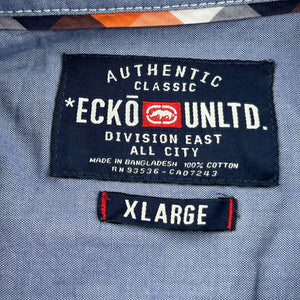 AUTHENTIC
CLASSIC
*ECKŌ UNLTD.
DIVISION EAST
ALL CITY
MADE IN BANGLADESH 100% COTTON
RN 93536 - CA07243
XLARGE